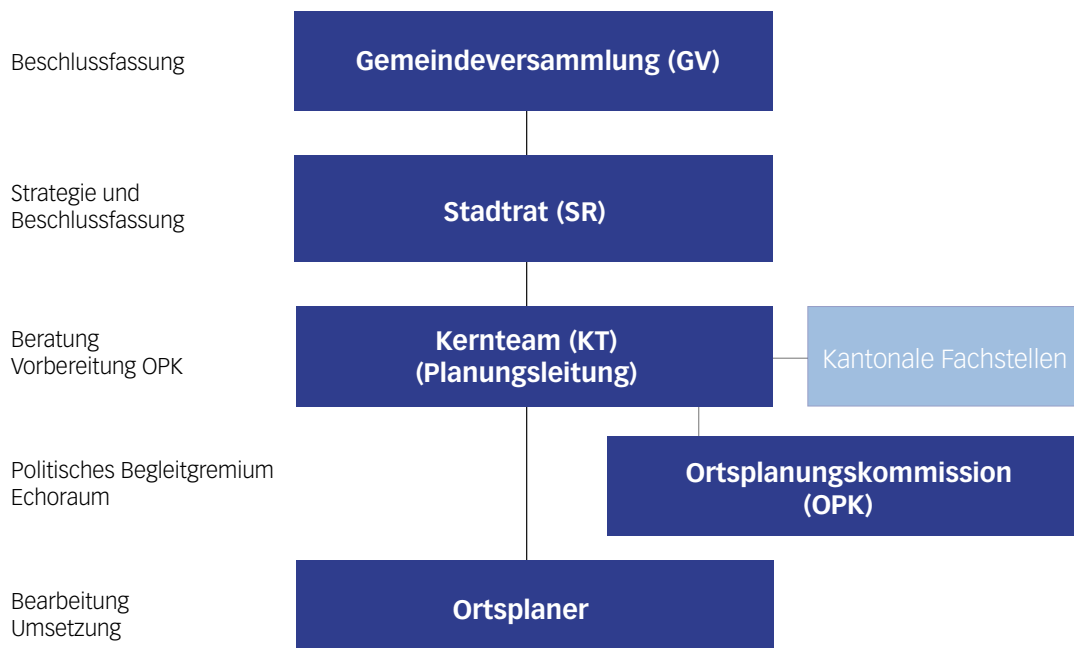 Beschlussfassung
Gemeindeversammlung (GV)
Strategie und
Beschlussfassung
Stadtrat (SR)
Beratung
Vorbereitung OPK
Kernteam (KT)
(Planungsleitung)
Kantonale Fachstellen
Politisches Begleitgremium
Echoraum
Ortsplanungskommission
(OPK)
Bearbeitung
Umsetzung
Ortsplaner